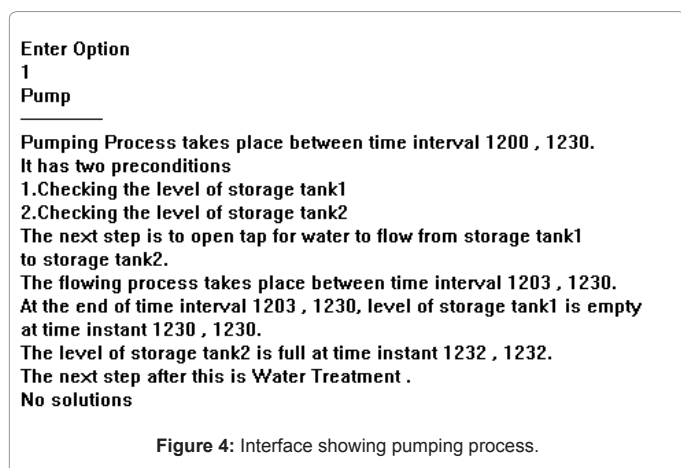 Enter Option
1
Pump
Pumping Process takes place between time interval 1200 , 1230.
It has two preconditions
1.Checking the level of storage tank1
2.Checking the level of storage tank2
The next step is to open tap for water to flow from storage tank1
to storage tank2.
The flowing process takes place between time interval 1203 , 1230.
At the end of time interval 1203 , 1230, level of storage tank1 is empty
at time instant 1230 , 1230.
The level of storage tank2 is full at time instant 1232 , 1232.
The next step after this is Water Treatment .
No solutions
Figure 4: Interface showing pumping process.